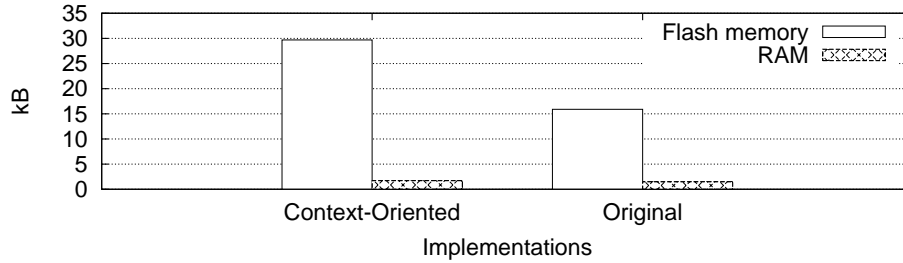 35
30
25
20
15
10
5
0
kB
Flash memory
RAM
Context-Oriented Original
Implementations